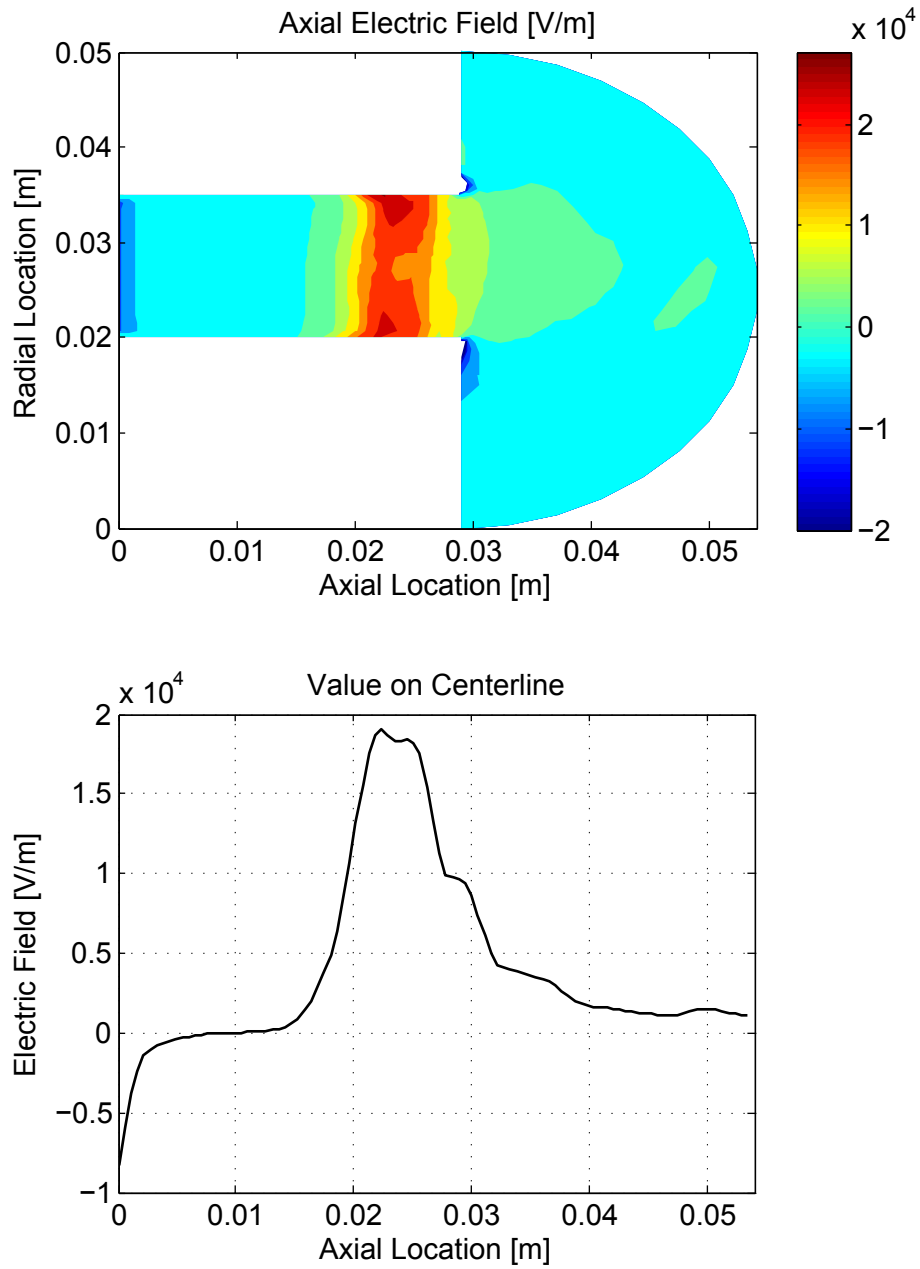 Axial Electric Field [V/m]
x 10^4
0.05
0.04
0.03
0.02
0.01
0
Radial Location [m]
0 0.01 0.02 0.03 0.04 0.05
Axial Location [m]
2
1
0
−1
−2
x 10^4
Value on Centerline
2
1.5
1
0.5
0
−0.5
−1
Electric Field [V/m]
0 0.01 0.02 0.03 0.04 0.05
Axial Location [m]